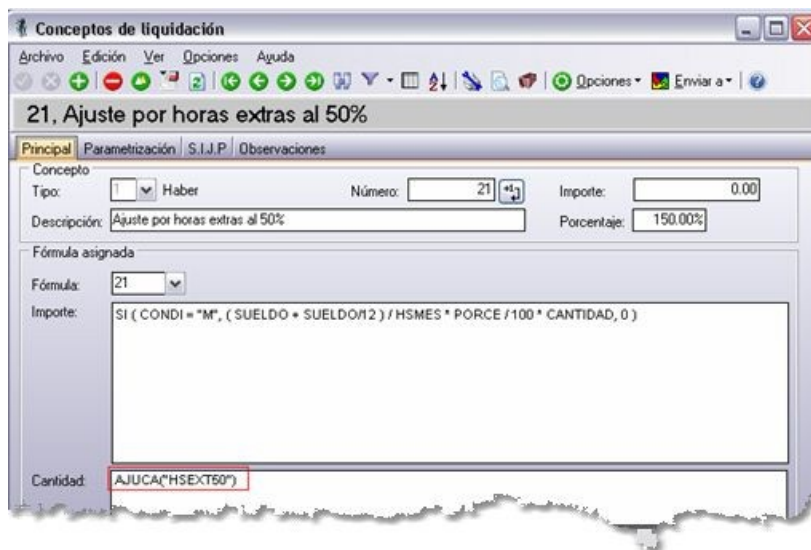 Conceptos de liquidación
Archivo Edición Ver Opciones Ayuda
Opciones Enviar a
21, Ajuste por horas extras al 50%
Principal Parametrización S.I.J.P Observaciones
Concepto
Tipo: 1 Haber Número: 21 Importe: 0.00
Descripción: Ajuste por horas extras al 50% Porcentaje: 150.00%
Fórmula asignada
Fórmula: 21
Importe: SI ( CONDI = "M", ( SUELDO + SUELDO/12 ) / HSMES * PORCE / 100 * CANTIDAD, 0 )
Cantidad: AJUCA("HSEXT50")